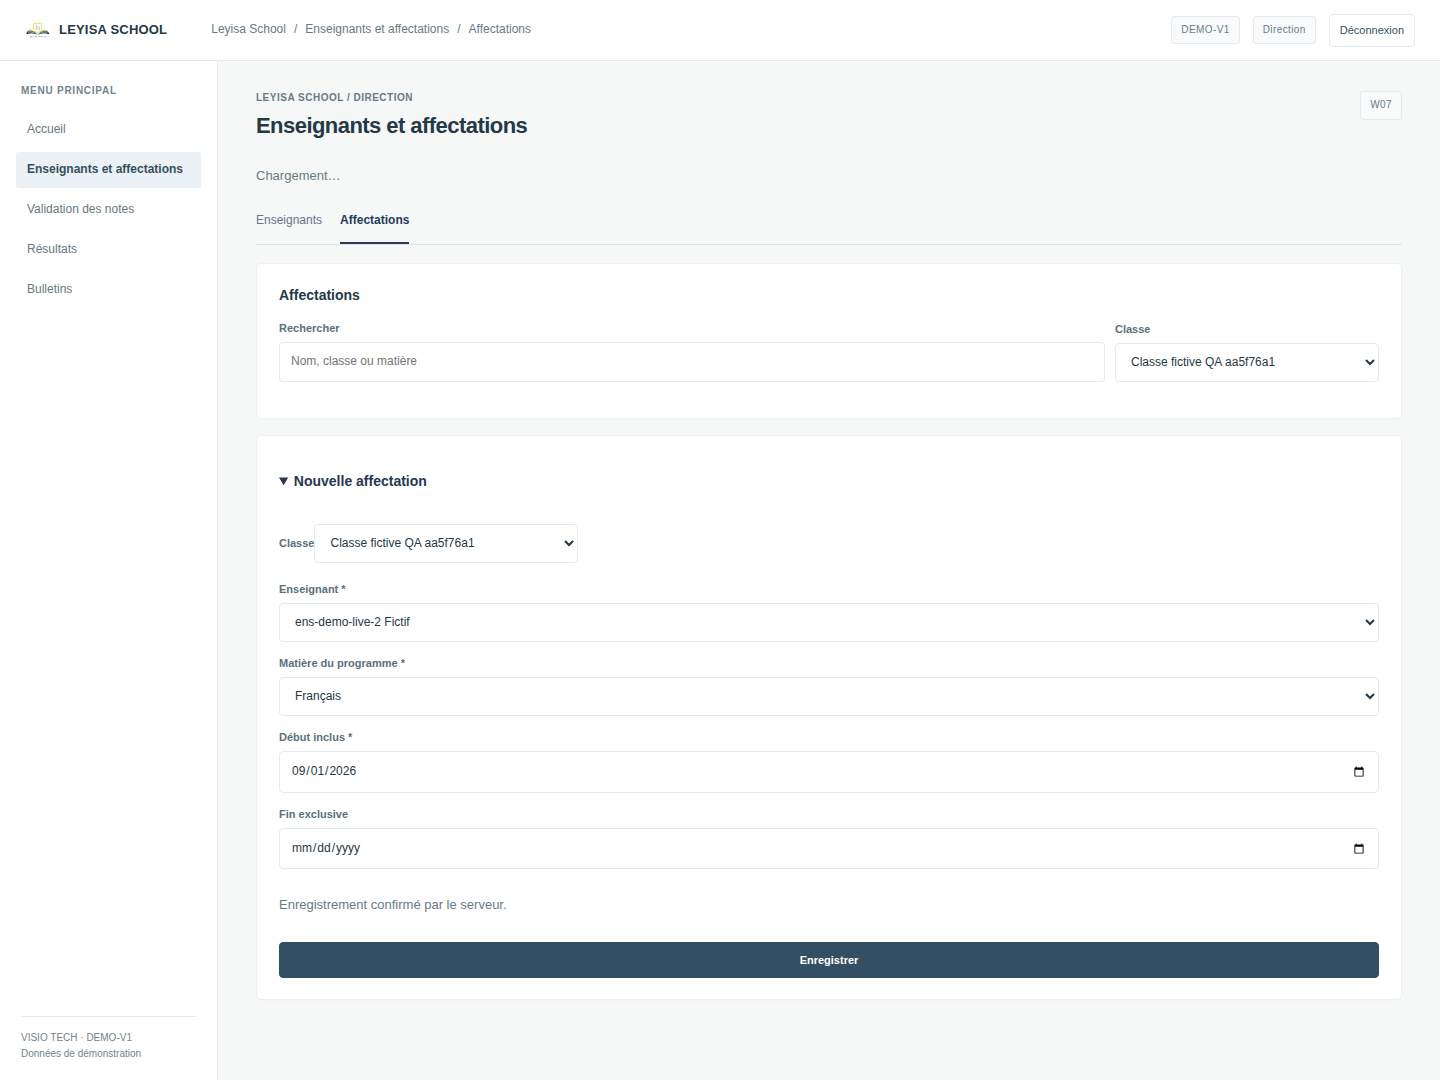 LEYISA SCHOOL
Leyisa School / Enseignants et affectations / Affectations
DEMO-V1
Direction
Déconnexion
MENU PRINCIPAL
Accueil
Enseignants et affectations
Validation des notes
Résultats
Bulletins
VISIO TECH · DEMO-V1
Données de démonstration
LEYISA SCHOOL / DIRECTION
W07
Enseignants et affectations
Chargement…
Enseignants
Affectations
Affectations
Rechercher
Nom, classe ou matière
Classe
Classe fictive QA aa5f76a1
Nouvelle affectation
Classe
Classe fictive QA aa5f76a1
Enseignant *
ens-demo-live-2 Fictif
Matière du programme *
Français
Début inclus *
09/01/2026
Fin exclusive
mm/dd/yyyy
Enregistrement confirmé par le serveur.
Enregistrer